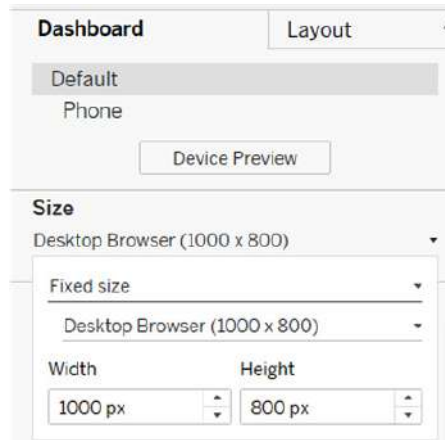 Dashboard Layout
Default
Phone
Device Preview
Size
Desktop Browser (1000 x 800)
Fixed size
Desktop Browser (1000 x 800)
Width Height
1000 px 800 px